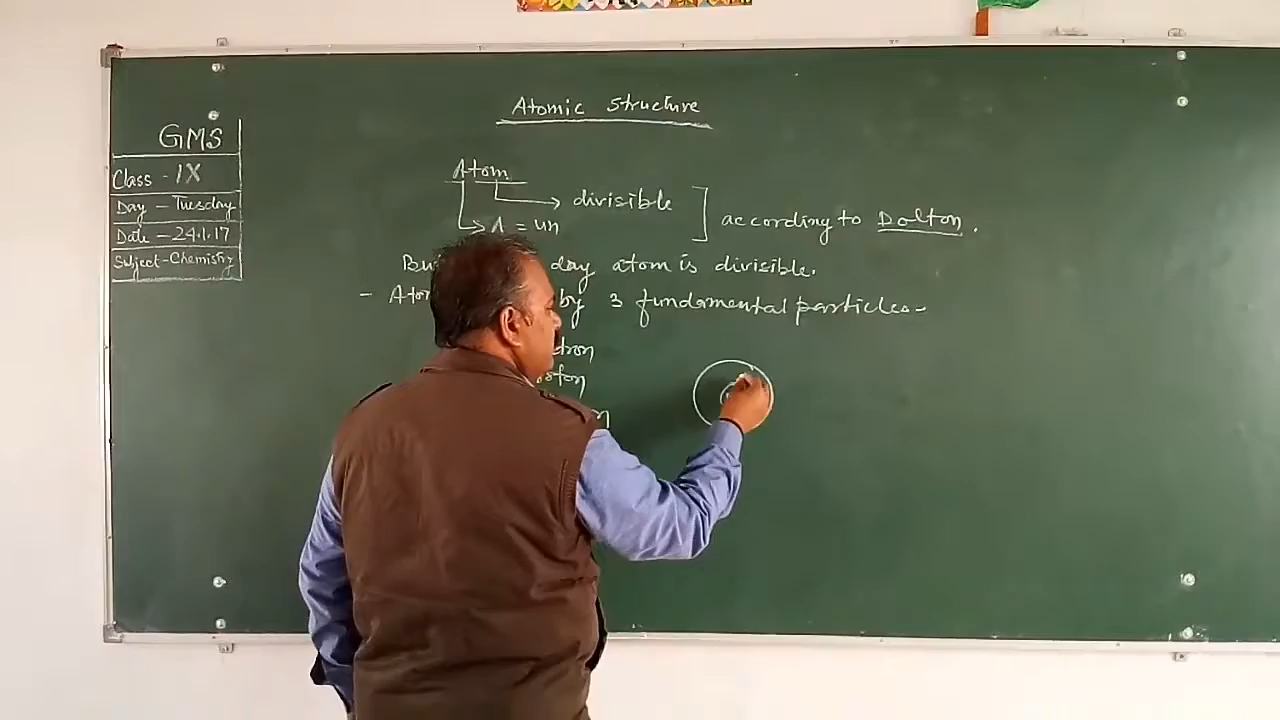 Atomic Structure
GMS
Class - IX
Day - Tuesday
Date - 24.1.17
Subject-Chemistry
Atom
divisible
A = un
according to Dolton.
day atom is divisible.
by 3 fundamental particles-